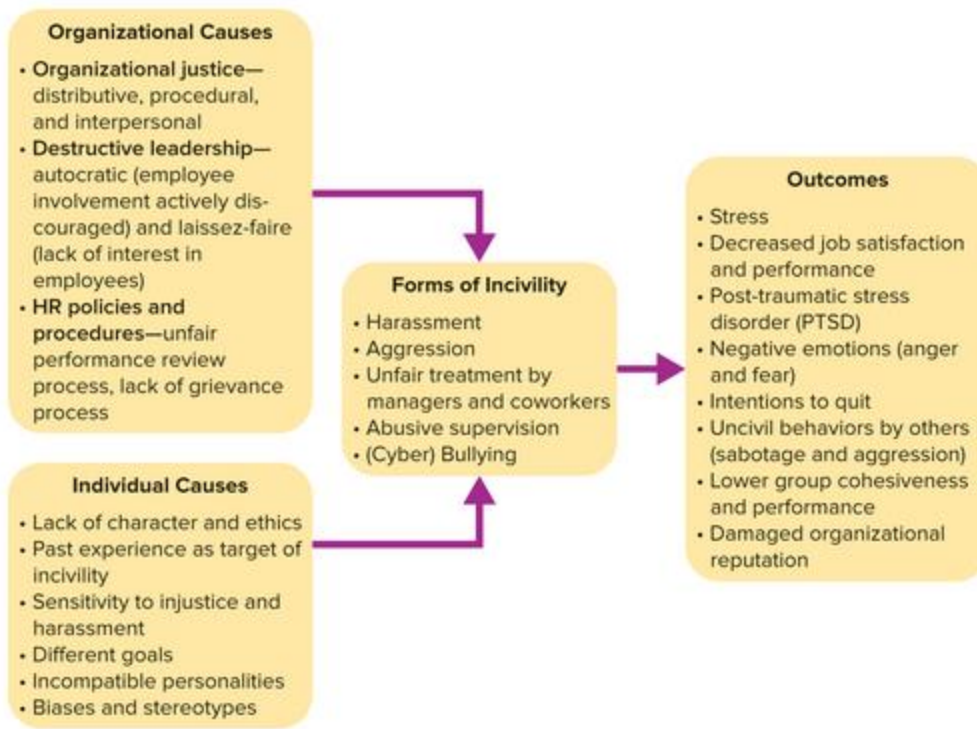 Organizational Causes
• Organizational justice—
distributive, procedural,
and interpersonal
• Destructive leadership—
autocratic (employee
involvement actively dis-
couraged) and laissez-faire
(lack of interest in
employees)
• HR policies and
procedures—unfair
performance review
process, lack of grievance
process
Individual Causes
• Lack of character and ethics
• Past experience as target of
incivility
• Sensitivity to injustice and
harassment
• Different goals
• Incompatible personalities
• Biases and stereotypes
Forms of Incivility
• Harassment
• Aggression
• Unfair treatment by
managers and coworkers
• Abusive supervision
• (Cyber) Bullying
Outcomes
• Stress
• Decreased job satisfaction
and performance
• Post-traumatic stress
disorder (PTSD)
• Negative emotions (anger
and fear)
• Intentions to quit
• Uncivil behaviors by others
(sabotage and aggression)
• Lower group cohesiveness
and performance
• Damaged organizational
reputation